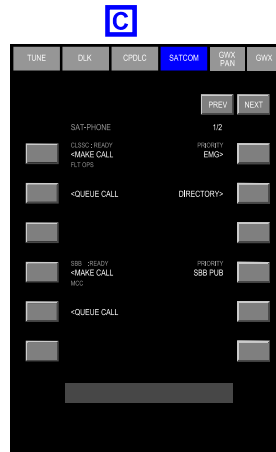 C
TUNE DLK CPDLC SATCOM GWX PAN GWX
PREV NEXT
SAT-PHONE 1/2
CLSSC : READY PRIORITY
<MAKE CALL EMG>
FLT OPS
<QUEUE CALL DIRECTORY>
SBB :READY PRIORITY
<MAKE CALL SBB PUB
MCC
<QUEUE CALL